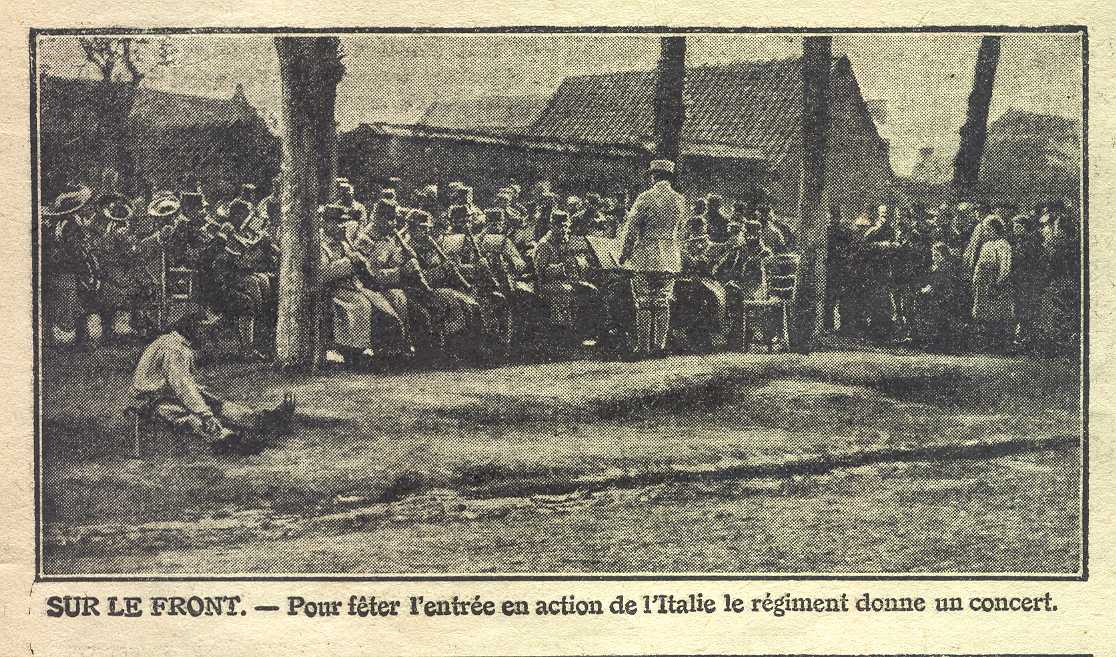 SUR LE FRONT. — Pour fêter l'entrée en action de l'Italie le régiment donne un concert.